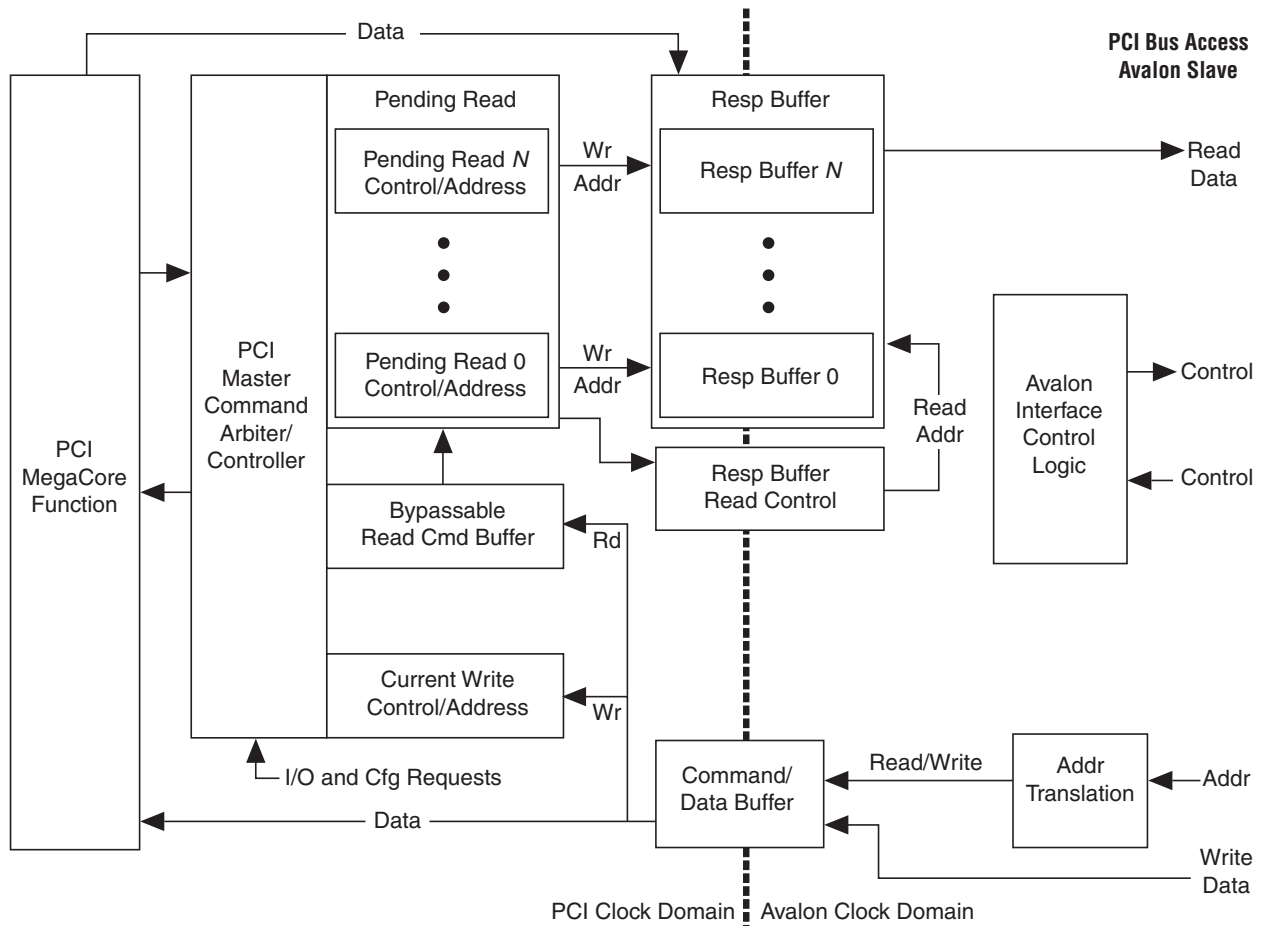 Data
PCI Bus Access
Avalon Slave
Pending Read
Resp Buffer
Pending Read N
Control/Address
Wr
Addr
Resp Buffer N
Read
Data
PCI
Master
Command
Arbiter/
Controller
Pending Read 0
Control/Address
Wr
Addr
Resp Buffer 0
Read
Addr
Avalon
Interface
Control
Logic
Control
Control
PCI
MegaCore
Function
Resp Buffer
Read Control
Bypassable
Read Cmd Buffer
Rd
Current Write
Control/Address
Wr
I/O and Cfg Requests
Command/
Data Buffer
Read/Write
Addr
Translation
Addr
Data
Write
Data
PCI Clock Domain
Avalon Clock Domain